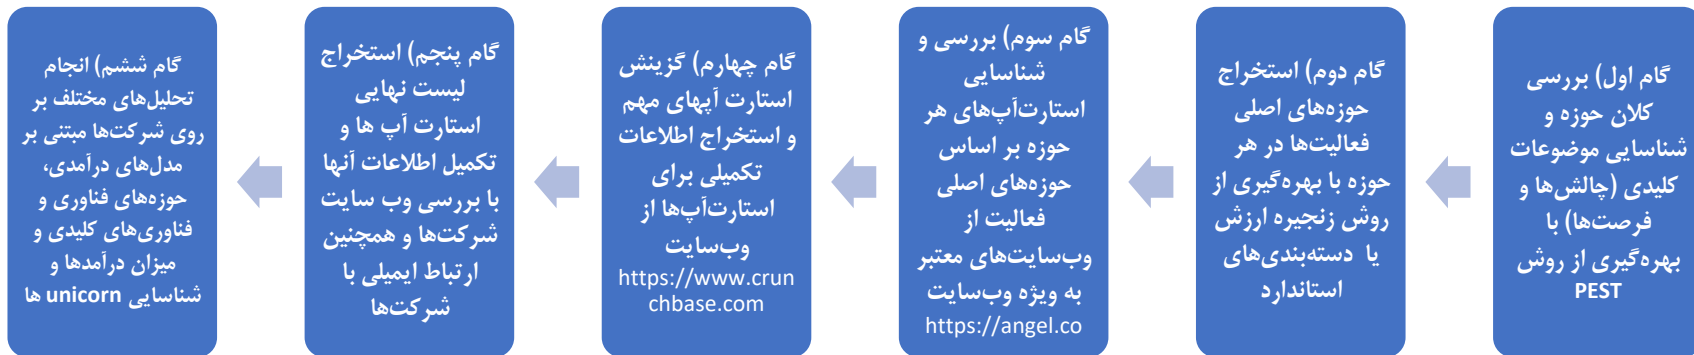 گام اول) بررسی
کلان حوزه و
شناسایی موضوعات
کلیدی (چالش‌ها و
فرصت‌ها) با
بهره‌گیری از روش
PEST
گام دوم) استخراج
حوزه‌های اصلی
فعالیت‌ها در هر
حوزه با بهره‌گیری از
روش زنجیره ارزش
یا دسته‌بندی‌های
استاندارد
گام سوم) بررسی و
شناسایی
استارت‌آپ‌های هر
حوزه بر اساس
حوزه‌های اصلی
فعالیت از
وب‌سایت‌های معتبر
به ویژه وب‌سایت
https://angel.co
گام چهارم) گزینش
استارت آپهای مهم
و استخراج اطلاعات
تکمیلی برای
استارت‌آپ‌ها از
وب‌سایت
https://www.crun
chbase.com
گام پنجم) استخراج
لیست نهایی
استارت آپ ها و
تکمیل اطلاعات آنها
با بررسی وب سایت
شرکت‌ها و همچنین
ارتباط ایمیلی با
شرکت‌ها
گام ششم) انجام
تحلیل‌های مختلف بر
روی شرکت‌ها مبتنی بر
مدل‌های درآمدی،
حوزه‌های فناوری و
فناوری‌های کلیدی و
میزان درآمدها و
شناسایی unicorn ها